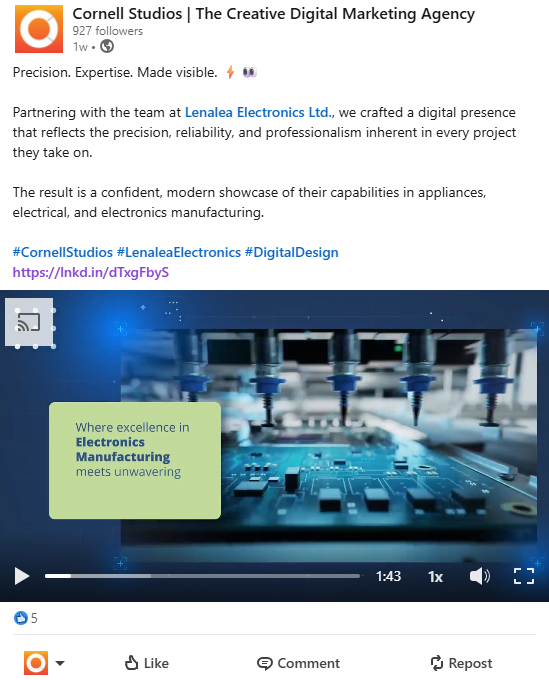 Cornell Studios | The Creative Digital Marketing Agency
927 followers
1w •
Precision. Expertise. Made visible. ⚡ 👀
Partnering with the team at Lenalea Electronics Ltd., we crafted a digital presence
that reflects the precision, reliability, and professionalism inherent in every project
they take on.
The result is a confident, modern showcase of their capabilities in appliances,
electrical, and electronics manufacturing.
#CornellStudios #LenaleaElectronics #DigitalDesign
https://lnkd.in/dTxgFbyS
Where excellence in
Electronics
Manufacturing
meets unwavering
1:43 1x
5
Like Comment Repost